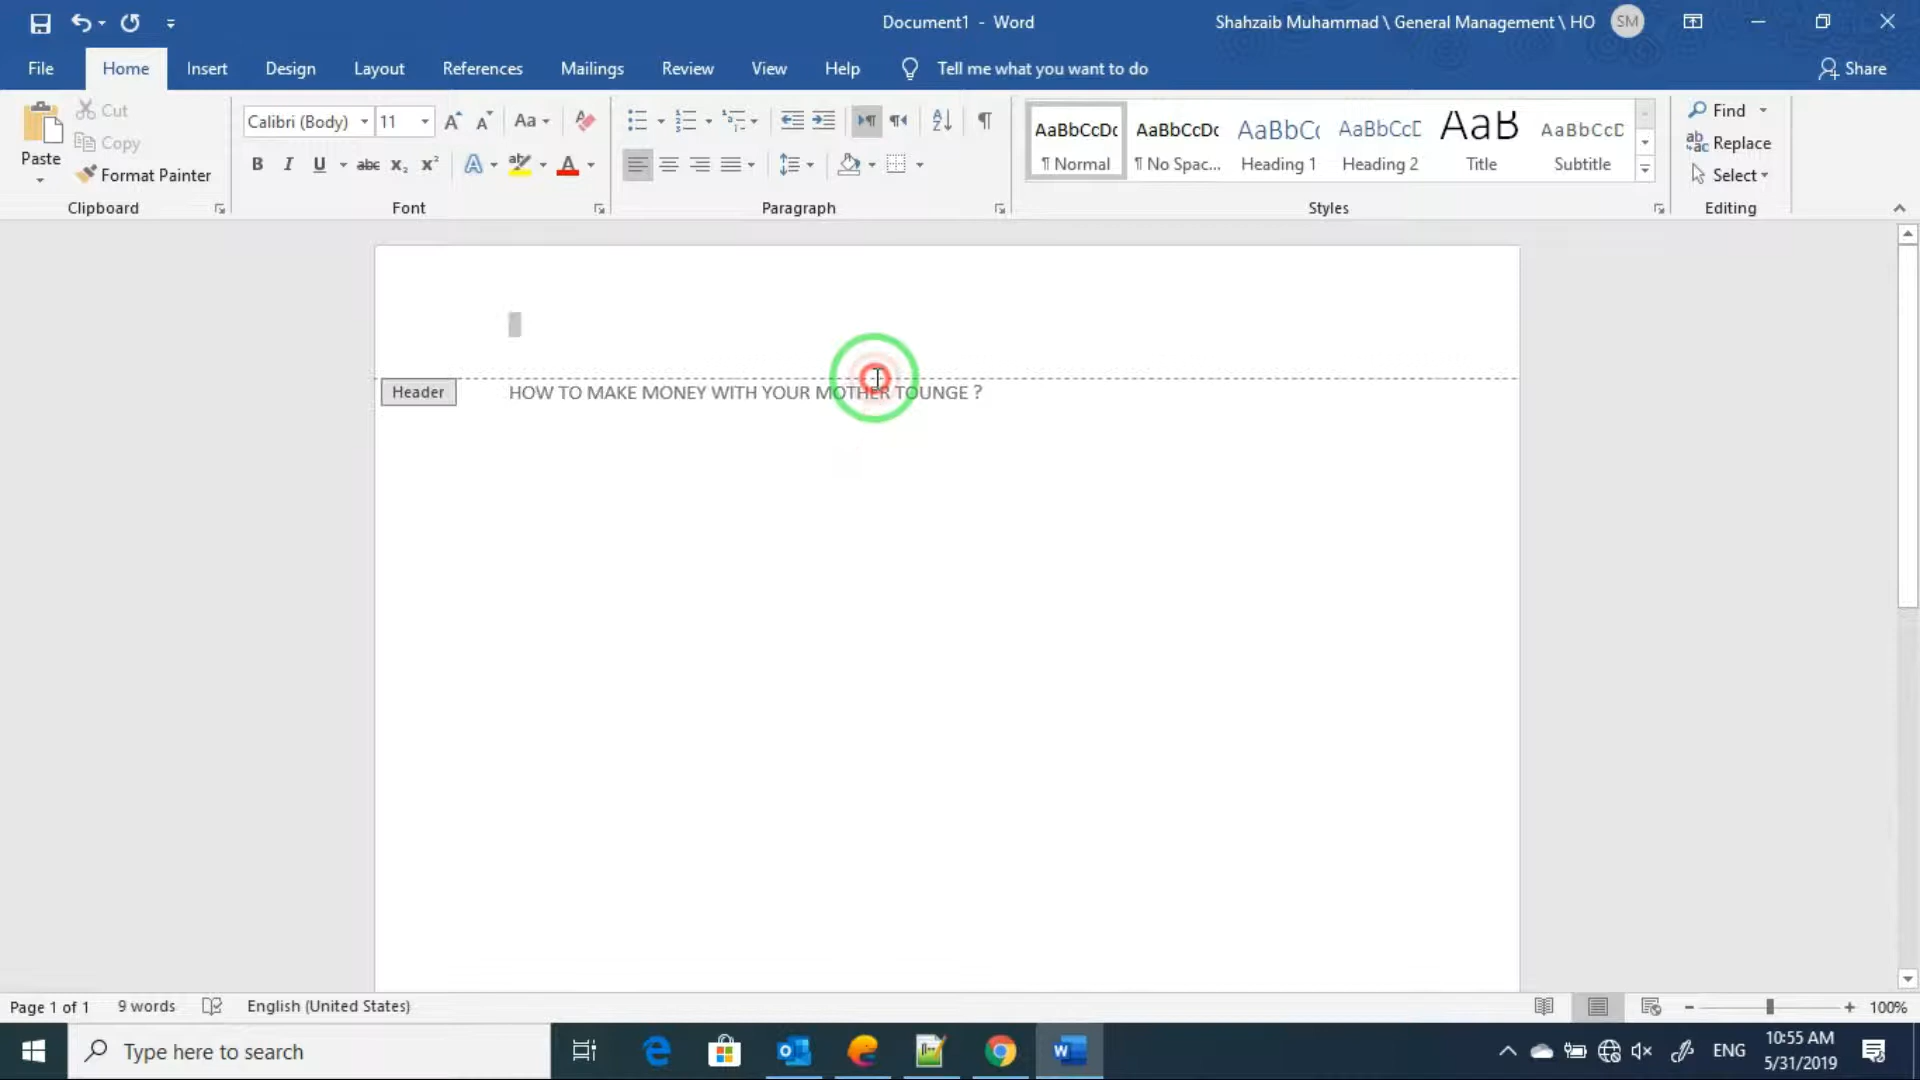 Document1 - Word
Shahzaib Muhammad \ General Management \ HO
SM
File Home Insert Design Layout References Mailings Review View Help Tell me what you want to do Share
Paste
Cut
Copy
Format Painter
Calibri (Body) 11
Aa
B I U abc x₂ x²
AaBbCcDc AaBbCcDc AaBbCc AaBbCcD AaB AaBbCcD
¶ Normal ¶ No Spac... Heading 1 Heading 2 Title Subtitle
Find
Replace
Select
Clipboard Font Paragraph Styles Editing
Header
HOW TO MAKE MONEY WITH YOUR MOTHER TOUNGE ?
Page 1 of 1 9 words English (United States) 100%
Type here to search
ENG
10:55 AM
5/31/2019